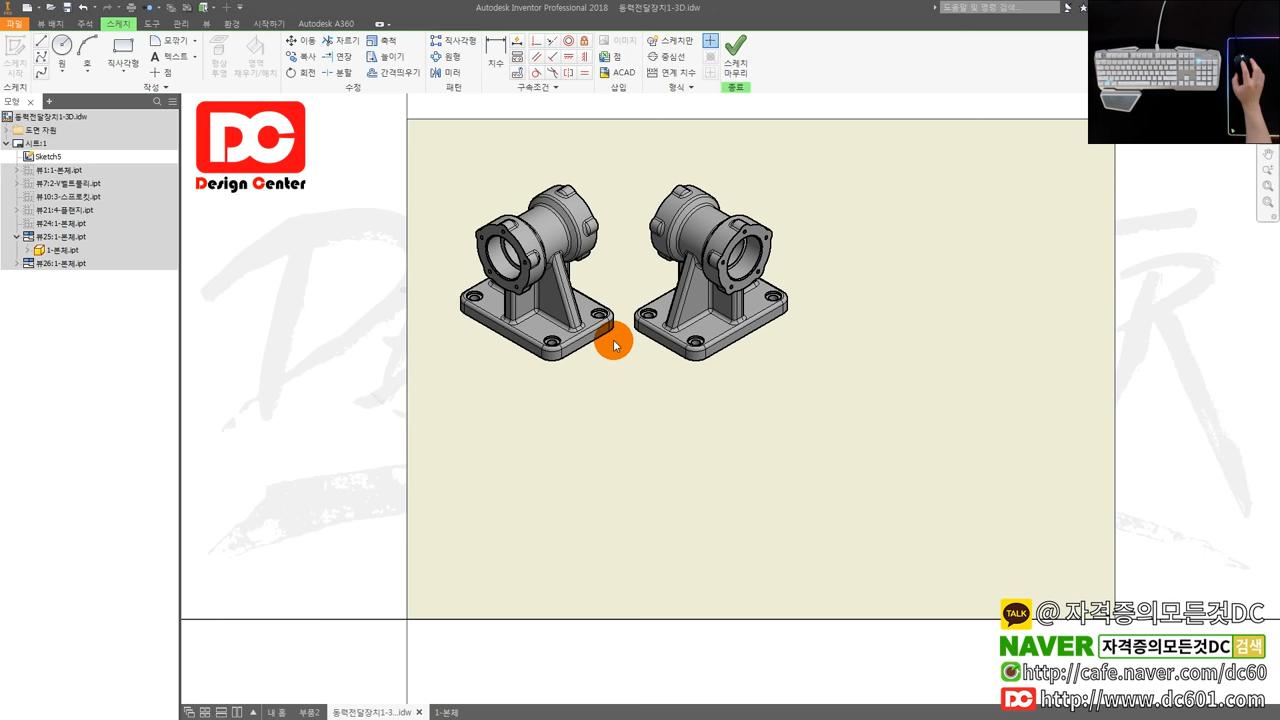 Autodesk Inventor Professional 2018 동력전달장치1-3D.idw
도움말 및 명령 검색...
파일 뷰 배치 주석 스케치 도구 관리 뷰 환경 시작하기 Autodesk A360
스케치 시작
원
호
직사각형
모깎기
텍스트
점
형상 투영
영역 채우기/해치
이동
복사
회전
자르기
연장
분할
축척
늘이기
간격띄우기
직사각형
원형
미러
치수
이미지
점
ACAD
스케치만
중심선
연계 치수
스케치 마무리
스케치 작성 수정 패턴 구속조건 삽입 형식 종료
모형
동력전달장치1-3D.idw
도면 자원
시트:1
Sketch5
뷰1:1-본체.ipt
뷰7:2-V벨트풀리.ipt
뷰10:3-스프로킷.ipt
뷰21:4-플랜지.ipt
뷰24:1-본체.ipt
뷰25:1-본체.ipt
1-본체.ipt
뷰26:1-본체.ipt
DC
Design Center
TALK @ 자격증의모든것DC
NAVER 자격증의모든것DC 검색
http://cafe.naver.com/dc60
DC http://www.dc601.com
내 홈 부품2 동력전달장치1-3...idw 1-본체